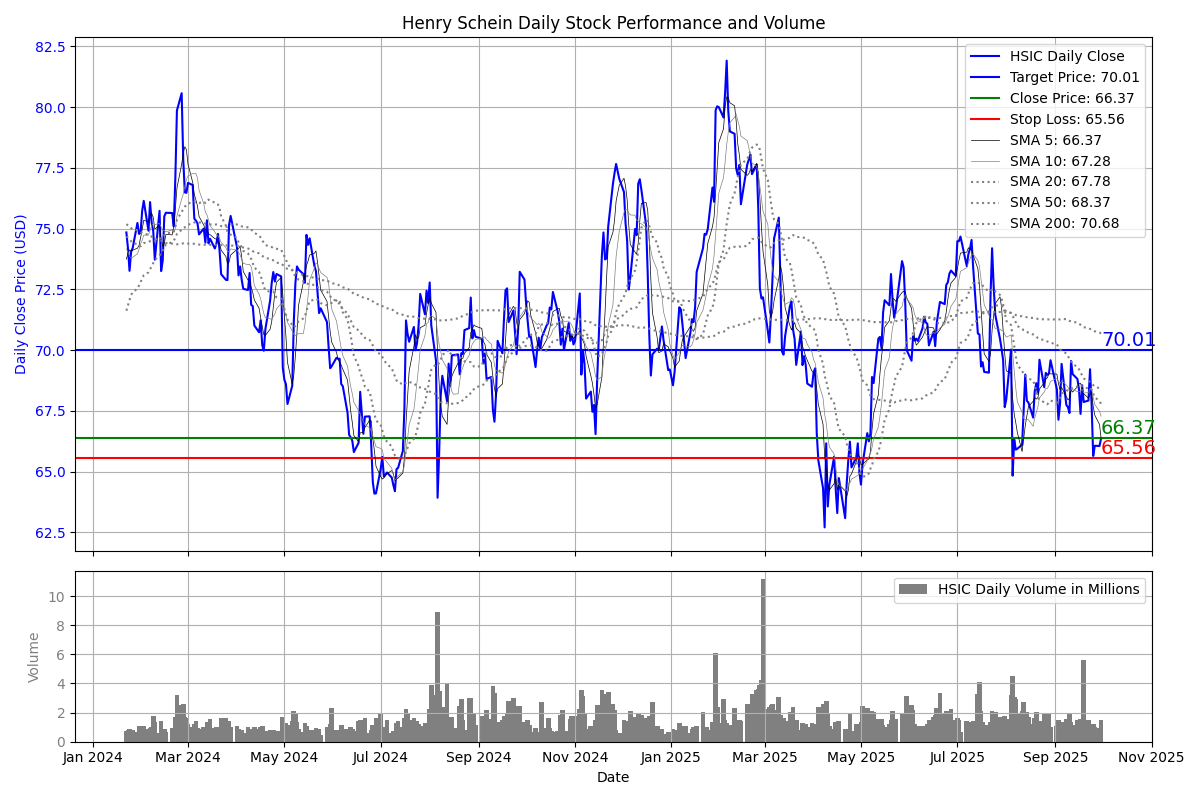 Henry Schein Daily Stock Performance and Volume
Daily Close Price (USD)
82.5
80.0
77.5
75.0
72.5
70.0
67.5
65.0
62.5
HSIC Daily Close
Target Price: 70.01
Close Price: 66.37
Stop Loss: 65.56
SMA 5: 66.37
SMA 10: 67.28
SMA 20: 67.78
SMA 50: 68.37
SMA 200: 70.68
70.01
66.37
65.56
Volume
10
8
6
4
2
0
HSIC Daily Volume in Millions
Jan 2024 Mar 2024 May 2024 Jul 2024 Sep 2024 Nov 2024 Jan 2025 Mar 2025 May 2025 Jul 2025 Sep 2025 Nov 2025
Date